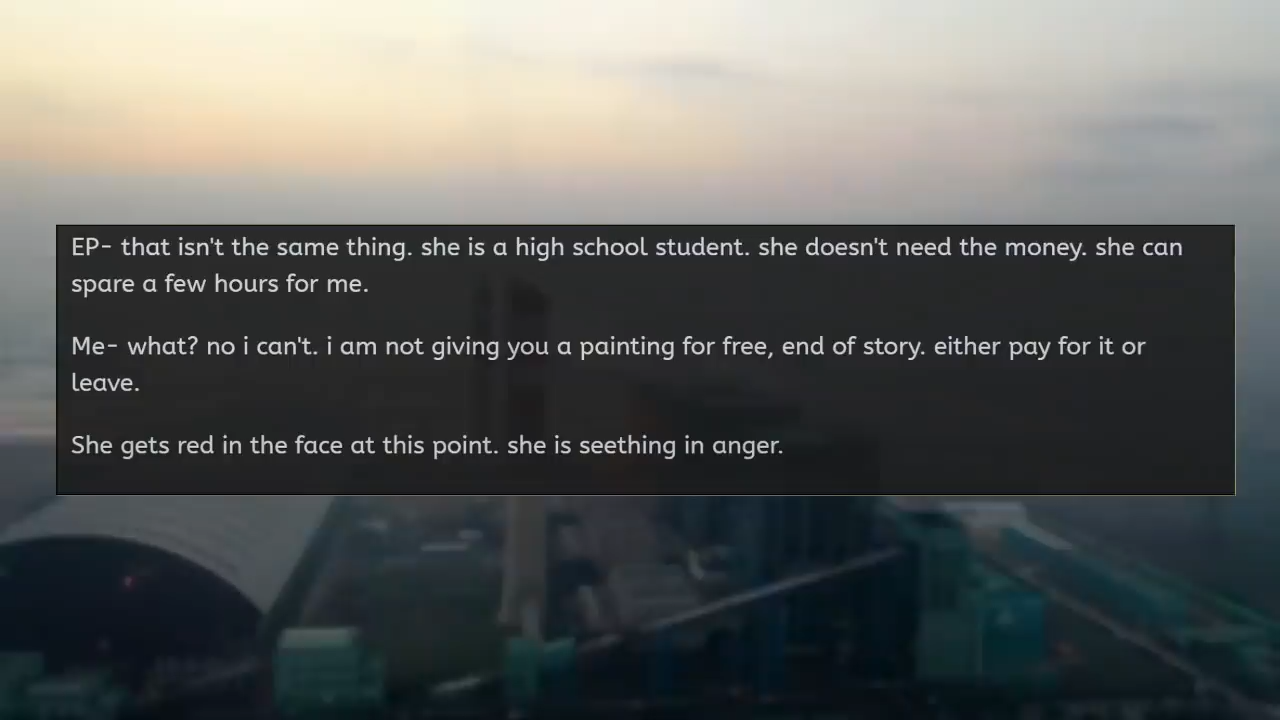 EP- that isn't the same thing. she is a high school student. she doesn't need the money. she can
spare a few hours for me.
Me- what? no i can't. i am not giving you a painting for free, end of story. either pay for it or
leave.
She gets red in the face at this point. she is seething in anger.